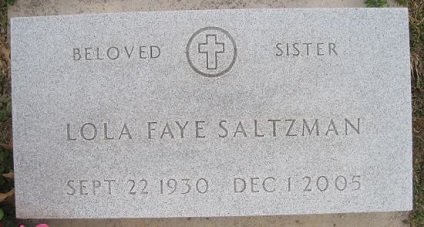 BELOVED SISTER
LOLA FAYE SALTZMAN
SEPT 22 1930 DEC 1 2005